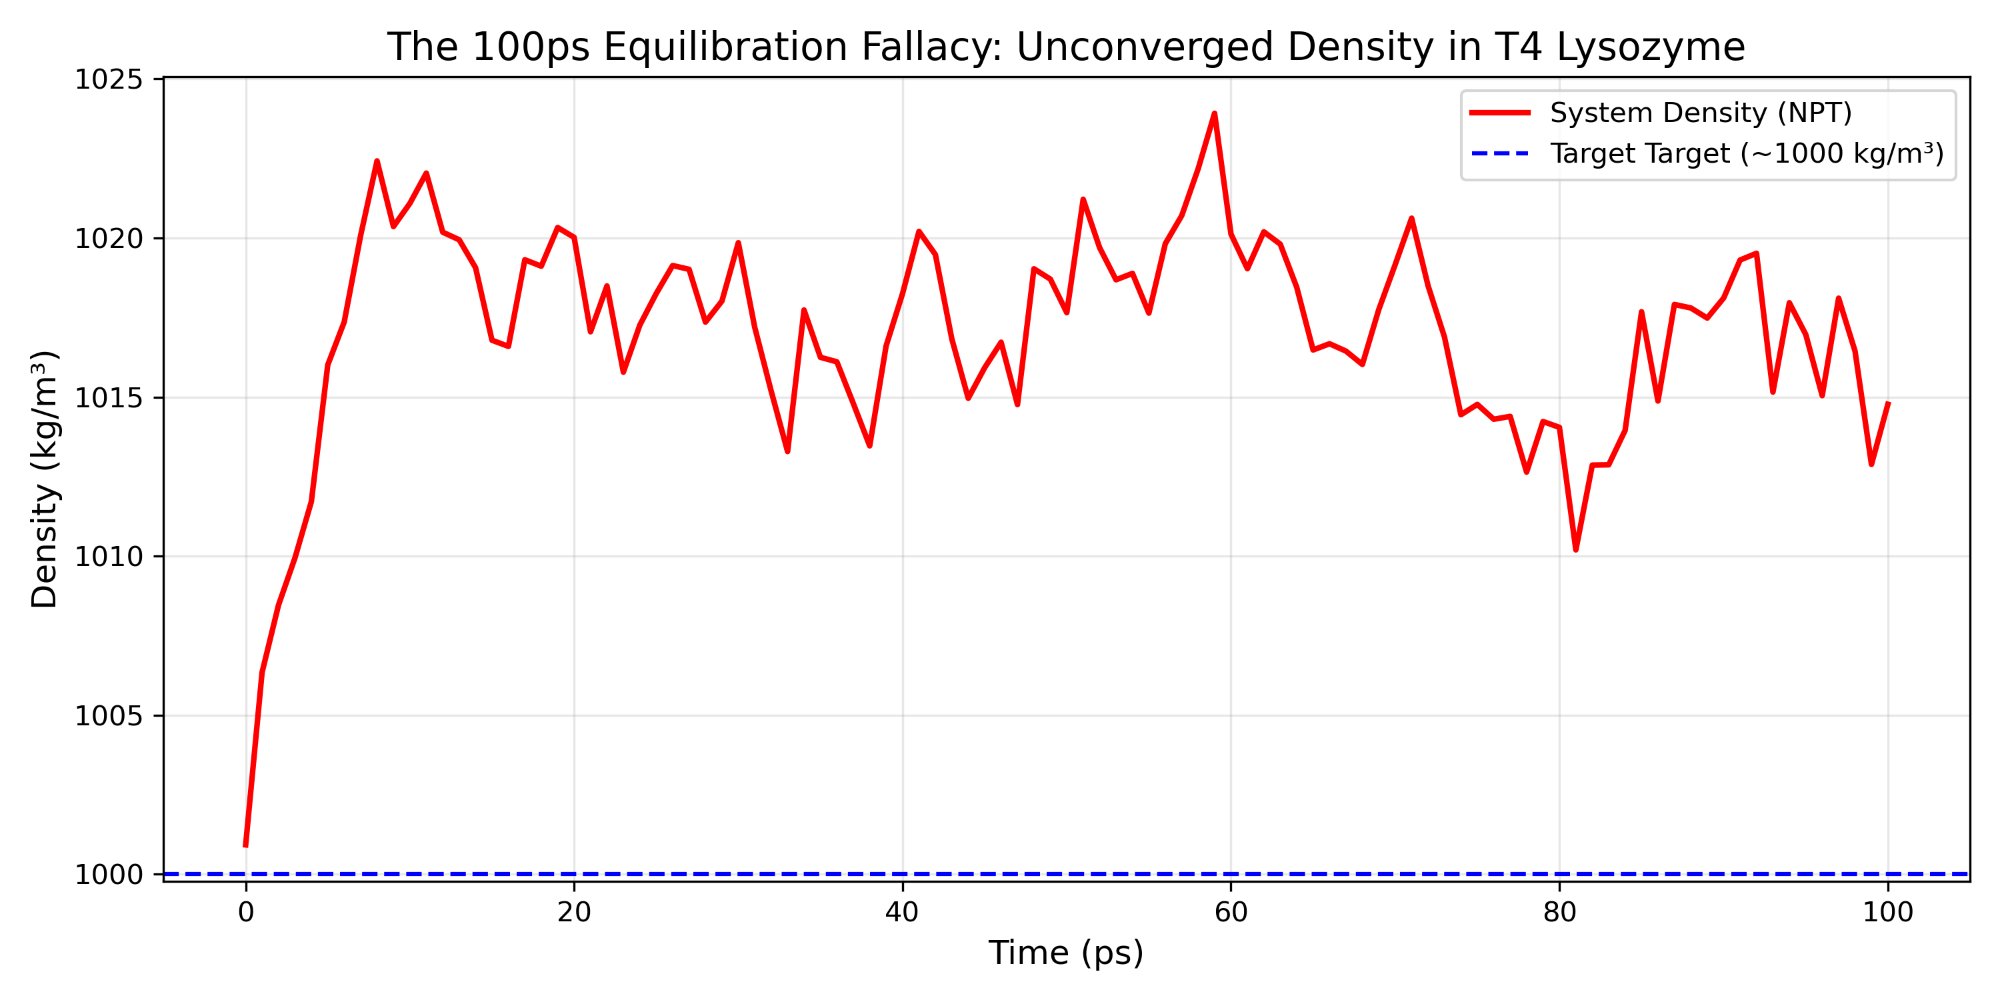 The 100ps Equilibration Fallacy: Unconverged Density in T4 Lysozyme
System Density (NPT)
Target Target (~1000 kg/m³)
Density (kg/m³)
1025
1020
1015
1010
1005
1000
0 20 40 60 80 100
Time (ps)